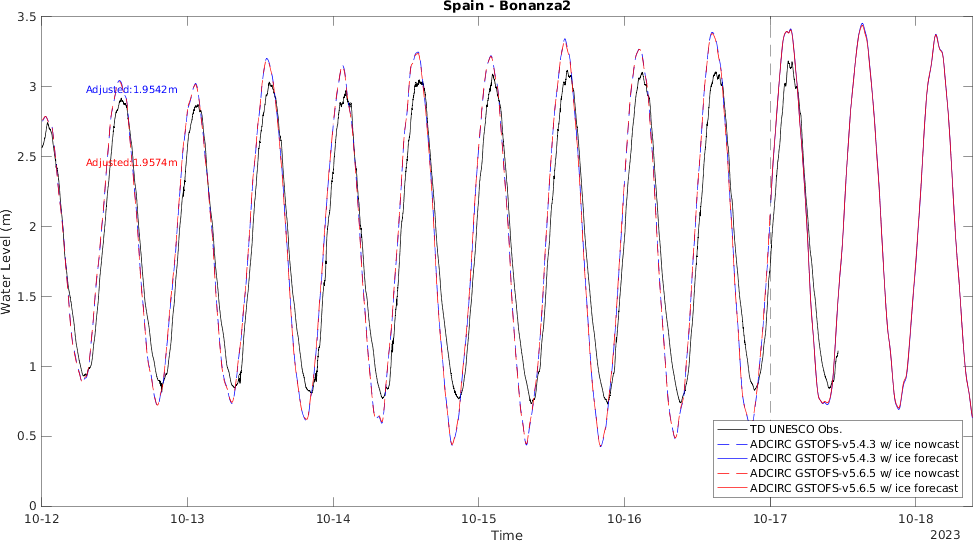 Spain - Bonanza2
3.5
3
2.5
2
1.5
1
0.5
0
Water Level (m)
Adjusted:1.9542m
Adjusted:1.9574m
TD UNESCO Obs.
ADCIRC GSTOFS-v5.4.3 w/ ice nowcast
ADCIRC GSTOFS-v5.4.3 w/ ice forecast
ADCIRC GSTOFS-v5.6.5 w/ ice nowcast
ADCIRC GSTOFS-v5.6.5 w/ ice forecast
10-12 10-13 10-14 10-15 10-16 10-17 10-18
Time
2023